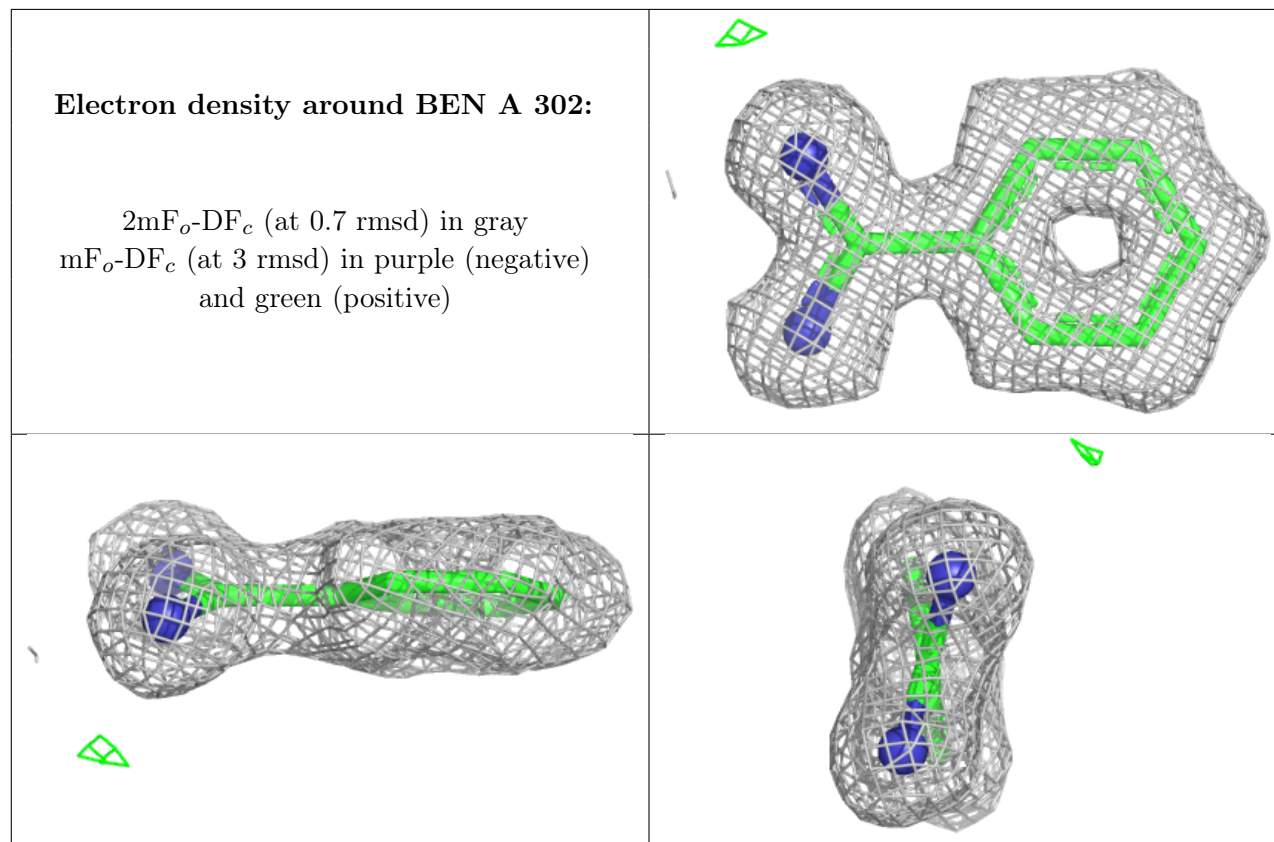 Electron density around BEN A 302:
2mFo-DFc (at 0.7 rmsd) in gray
mFo-DFc (at 3 rmsd) in purple (negative)
and green (positive)